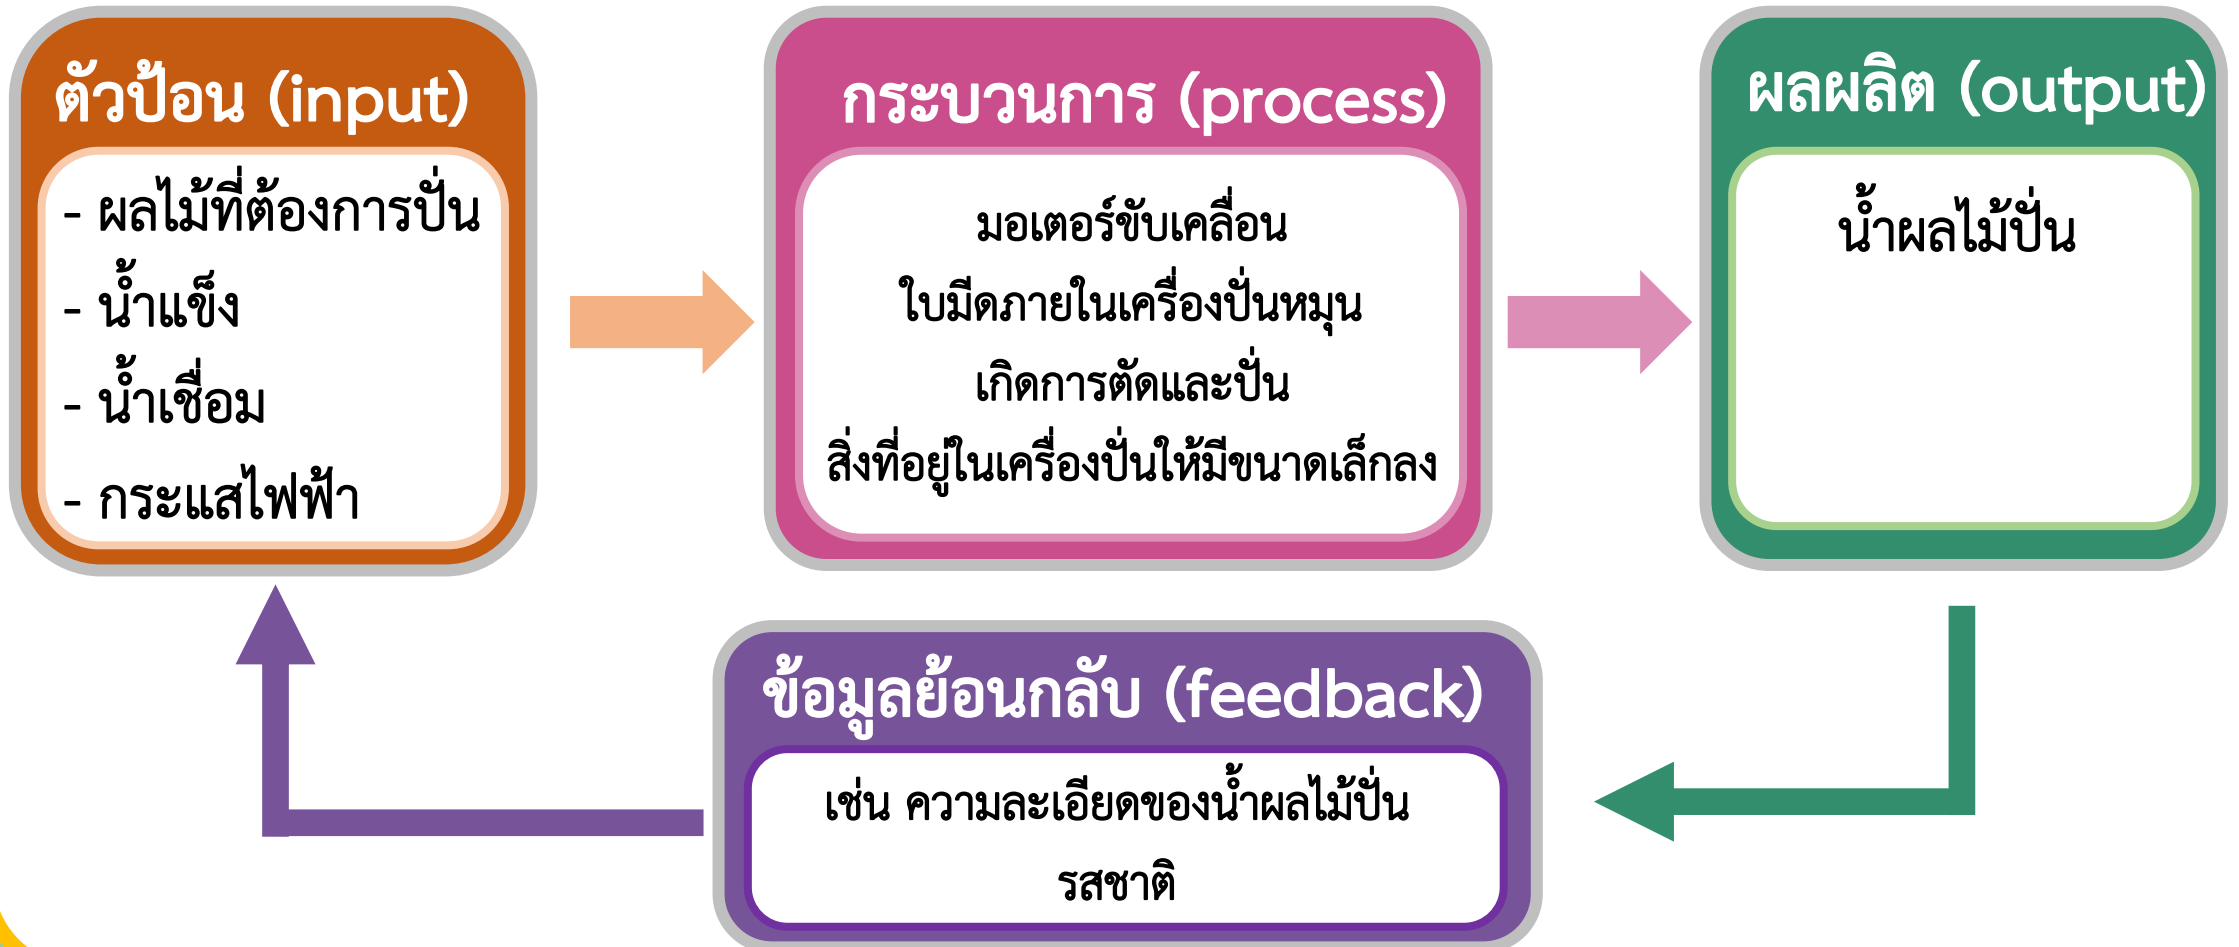 ตัวป้อน (input)
- ผลไม้ที่ต้องการปั่น
- น้ำแข็ง
- น้ำเชื่อม
- กระแสไฟฟ้า
กระบวนการ (process)
มอเตอร์ขับเคลื่อน
ใบมีดภายในเครื่องปั่นหมุน
เกิดการตัดและปั่น
สิ่งที่อยู่ในเครื่องปั่นให้มีขนาดเล็กลง
ผลผลิต (output)
น้ำผลไม้ปั่น
ข้อมูลย้อนกลับ (feedback)
เช่น ความละเอียดของน้ำผลไม้ปั่น
รสชาติ